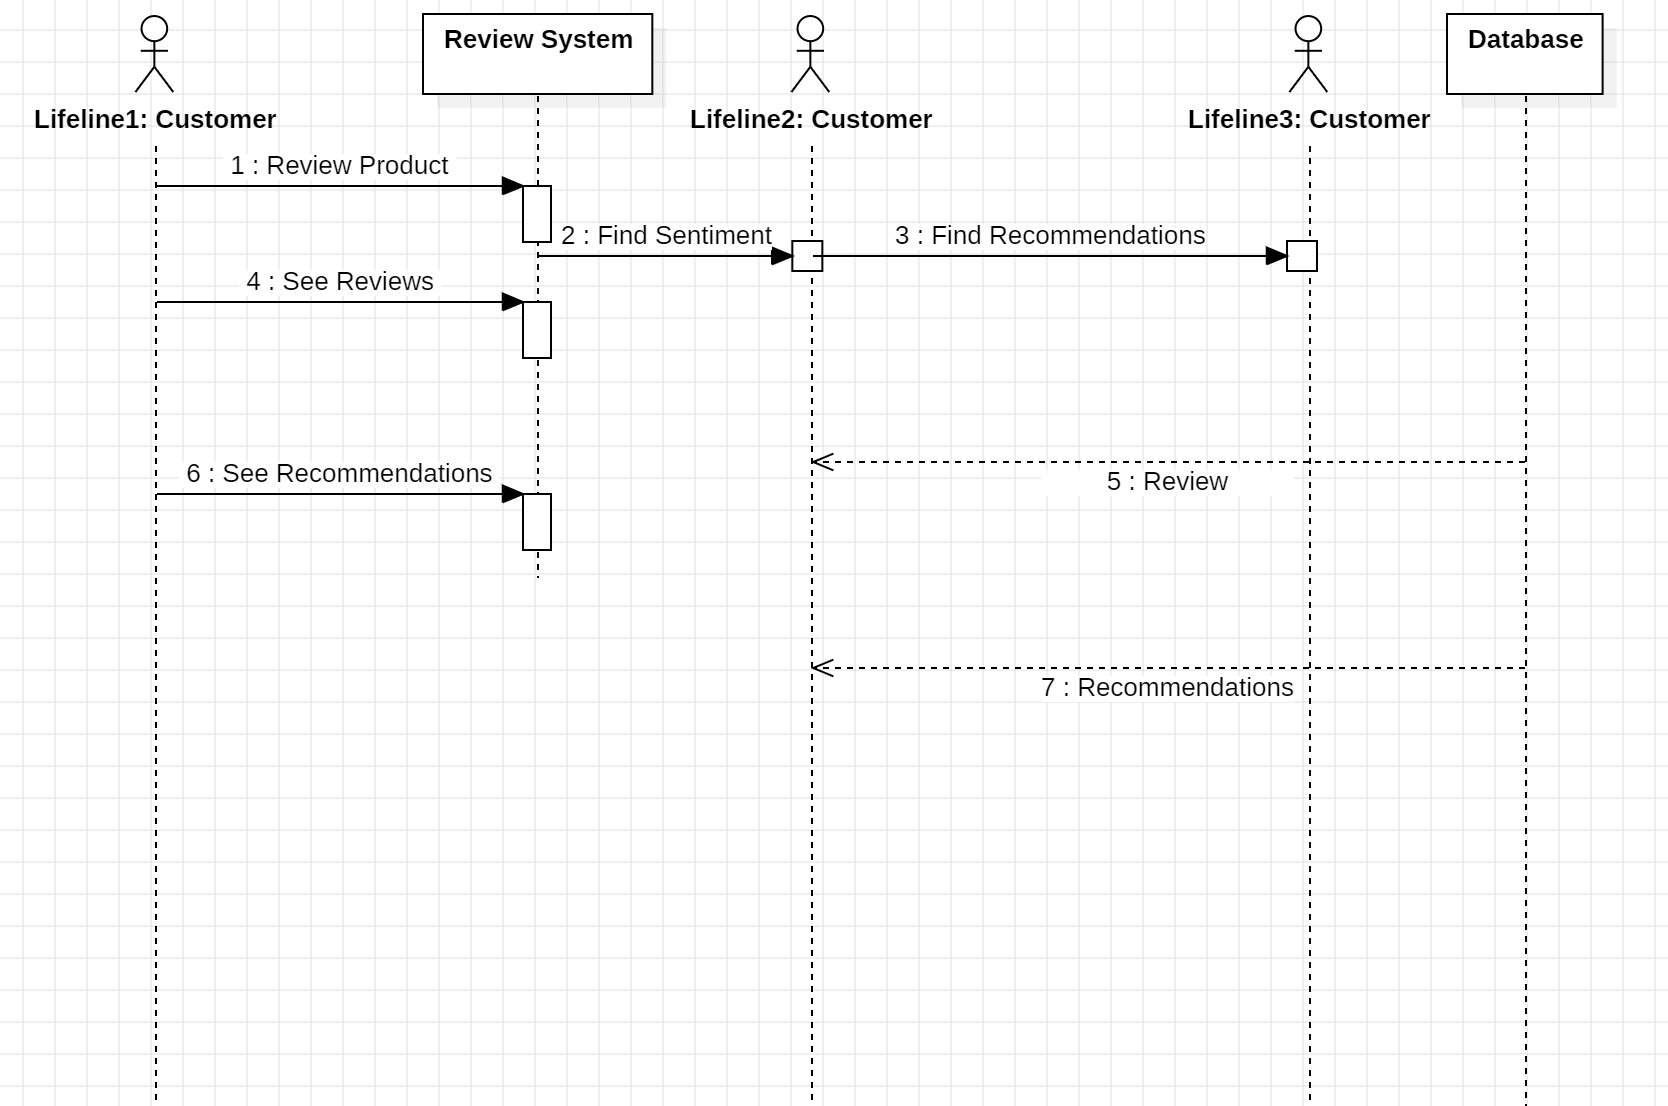 Review System
Database
Lifeline1: Customer
Lifeline2: Customer
Lifeline3: Customer
1 : Review Product
2 : Find Sentiment
3 : Find Recommendations
4 : See Reviews
6 : See Recommendations
5 : Review
7 : Recommendations